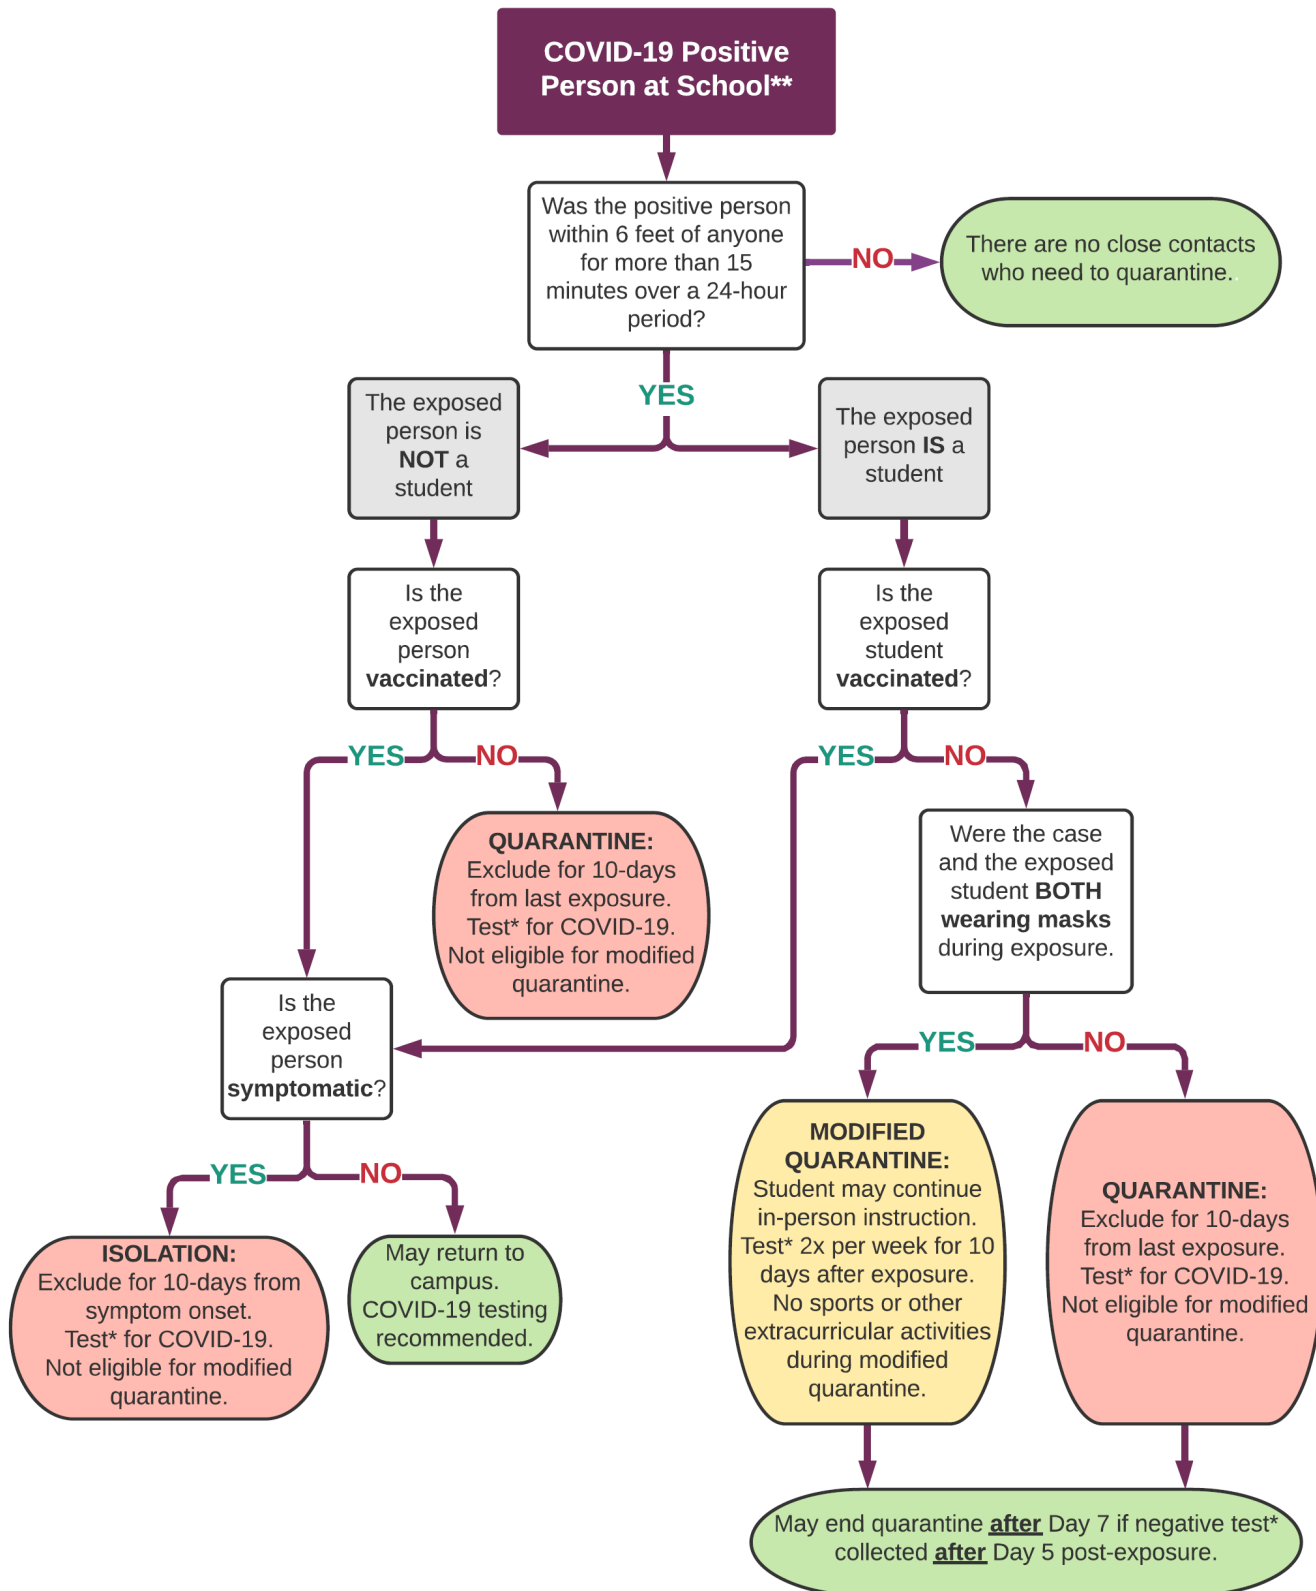 COVID-19 Positive
Person at School**
Was the positive person
within 6 feet of anyone
for more than 15
minutes over a 24-hour
period?
NO
There are no close contacts
who need to quarantine..
YES
The exposed
person is
NOT a
student
The exposed
person IS a
student
Is the
exposed
person
vaccinated?
Is the
exposed
student
vaccinated?
YES
NO
YES
NO
QUARANTINE:
Exclude for 10-days
from last exposure.
Test* for COVID-19.
Not eligible for modified
quarantine.
Were the case
and the exposed
student BOTH
wearing masks
during exposure.
Is the
exposed
person
symptomatic?
YES
NO
YES
NO
ISOLATION:
Exclude for 10-days from
symptom onset.
Test* for COVID-19.
Not eligible for modified
quarantine.
May return to
campus.
COVID-19 testing
recommended.
MODIFIED
QUARANTINE:
Student may continue
in-person instruction.
Test* 2x per week for 10
days after exposure.
No sports or other
extracurricular activities
during modified
quarantine.
QUARANTINE:
Exclude for 10-days
from last exposure.
Test* for COVID-19.
Not eligible for modified
quarantine.
May end quarantine after Day 7 if negative test*
collected after Day 5 post-exposure.